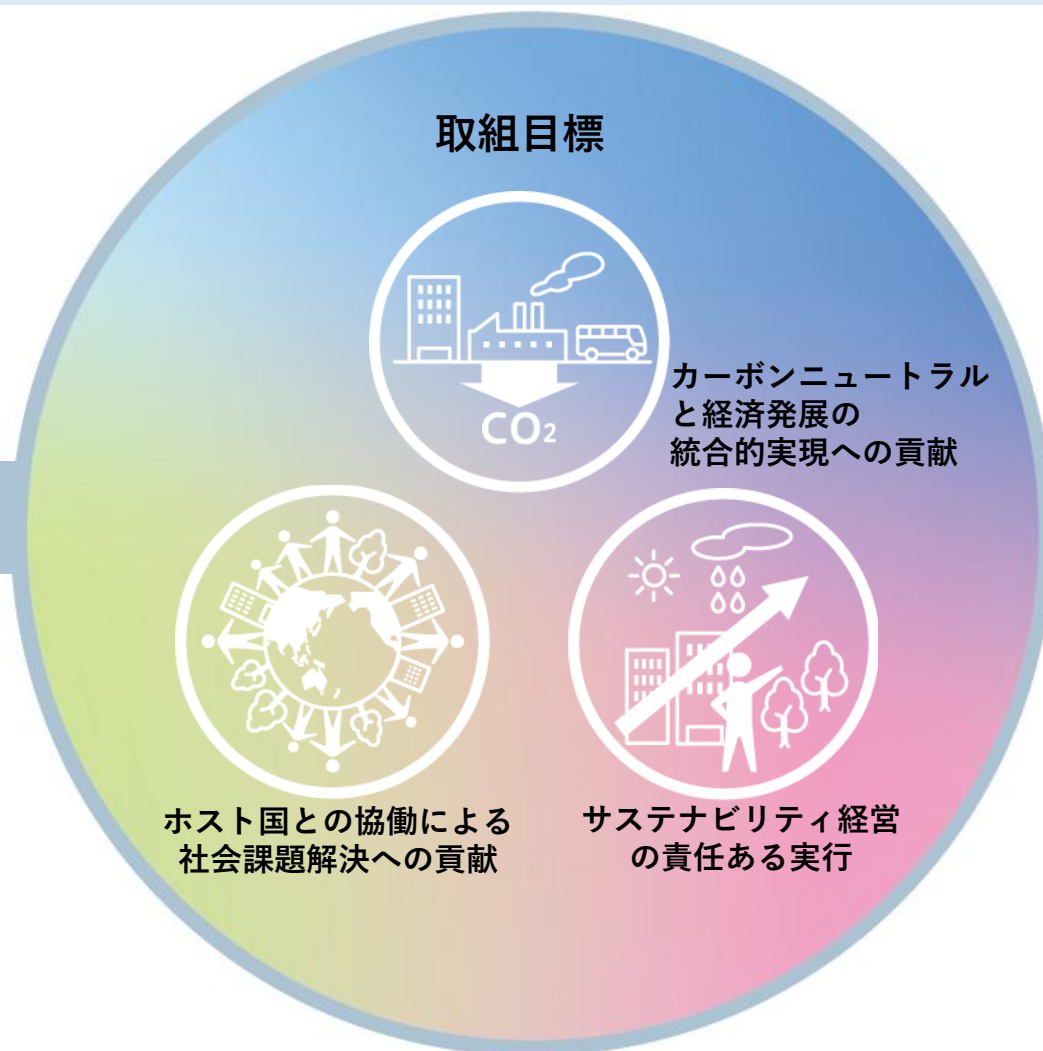 取組目標
CO₂
カーボンニュートラル
と経済発展の
統合的実現への貢献
ホスト国との協働による
社会課題解決への貢献
サステナビリティ経営
の責任ある実行